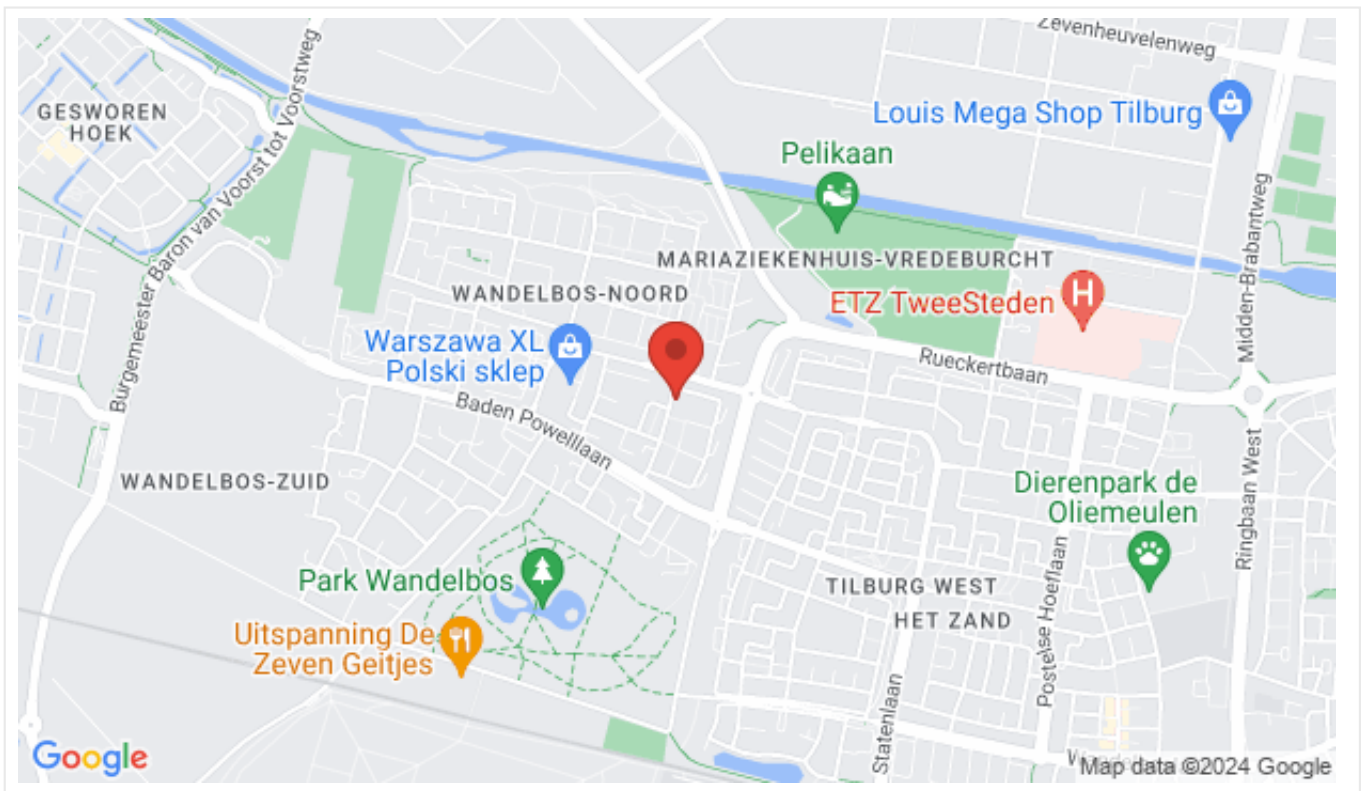 Zevenheuvelenweg
GESWOREN
HOEK
Louis Mega Shop Tilburg
Burgemeester Baron van Voorst tot Voorstweg
Pelikaan
Midden-Brabantweg
MARIAZIEKENHUIS-VREDEBURCHT
WANDELBOS-NOORD
ETZ TweeSteden
H
Warszawa XL
Polski sklep
Rueckertbaan
Baden Powelllaan
WANDELBOS-ZUID
Ringbaan West
Dierenpark de
Oliemeulen
Park Wandelbos
TILBURG WEST
HET ZAND
Postelse Hoeflaan
Uitspanning De
Zeven Geitjes
Statenlaan
Google
Map data ©2024 Google